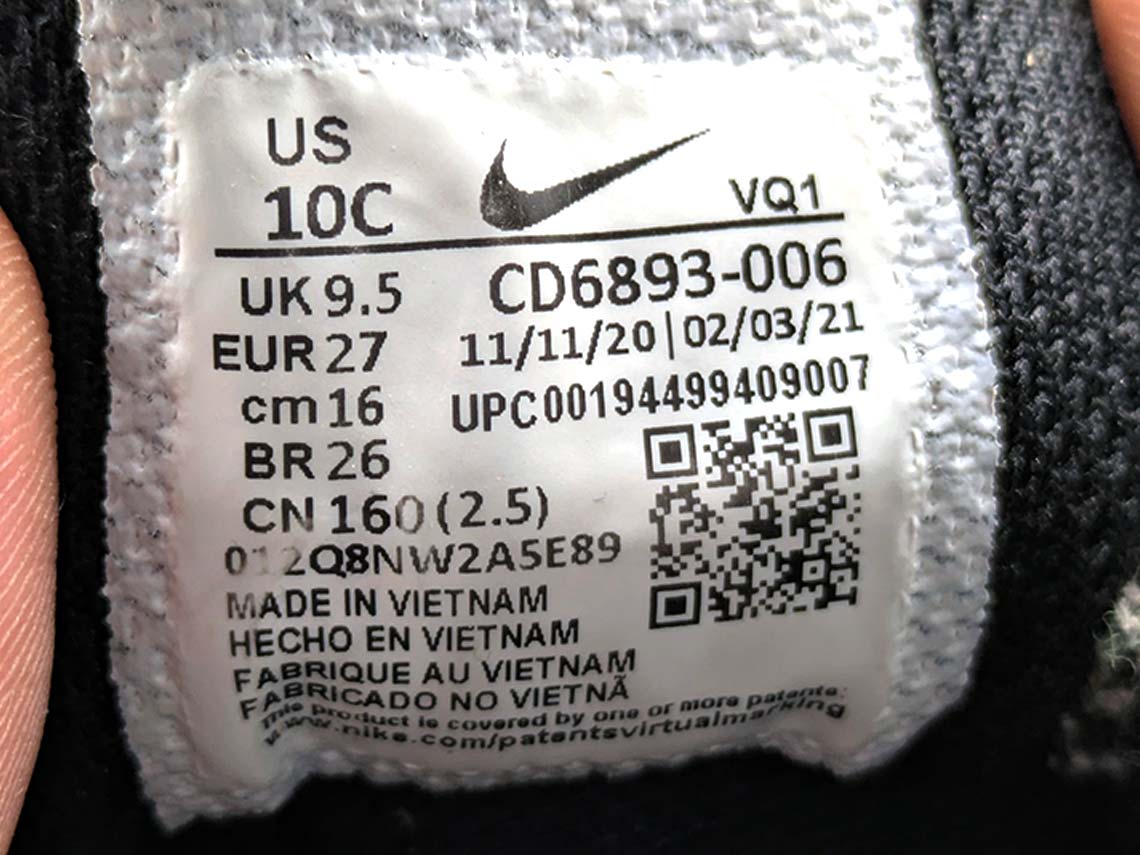 US
10C
VQ1
UK 9.5
CD6893-006
EUR 27
11/11/20|02/03/21
cm 16
UPC00194499409007
BR 26
CN 160 (2.5)
012Q8NW2A5E89
MADE IN VIETNAM
HECHO EN VIETNAM
FABRIQUE AU VIETNAM
FABRICADO NO VIETNÃ
This product is covered by one or more patents:
www.nike.com/patentsvirtualmarking